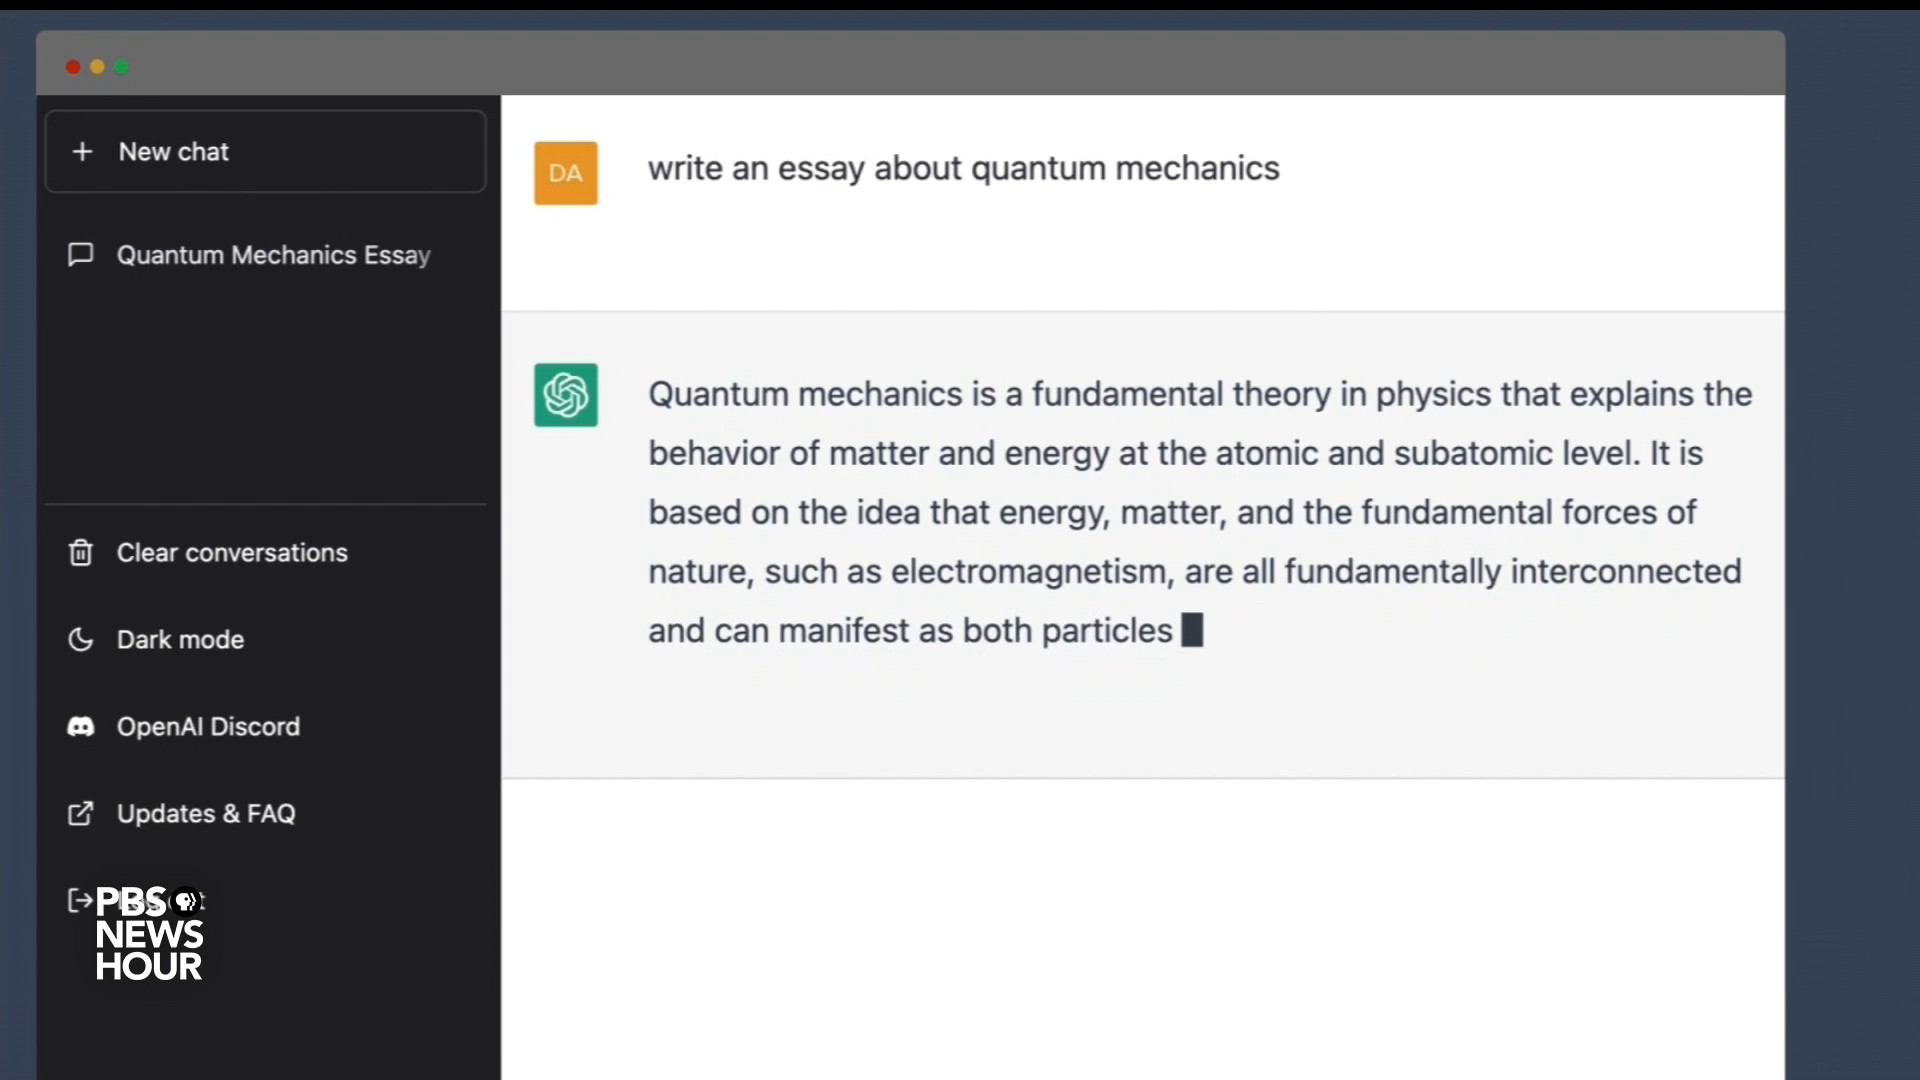 New chat
Quantum Mechanics Essay
Clear conversations
Dark mode
OpenAI Discord
Updates & FAQ
PBS
NEWS
HOUR
DA
write an essay about quantum mechanics
Quantum mechanics is a fundamental theory in physics that explains the
behavior of matter and energy at the atomic and subatomic level. It is
based on the idea that energy, matter, and the fundamental forces of
nature, such as electromagnetism, are all fundamentally interconnected
and can manifest as both particles